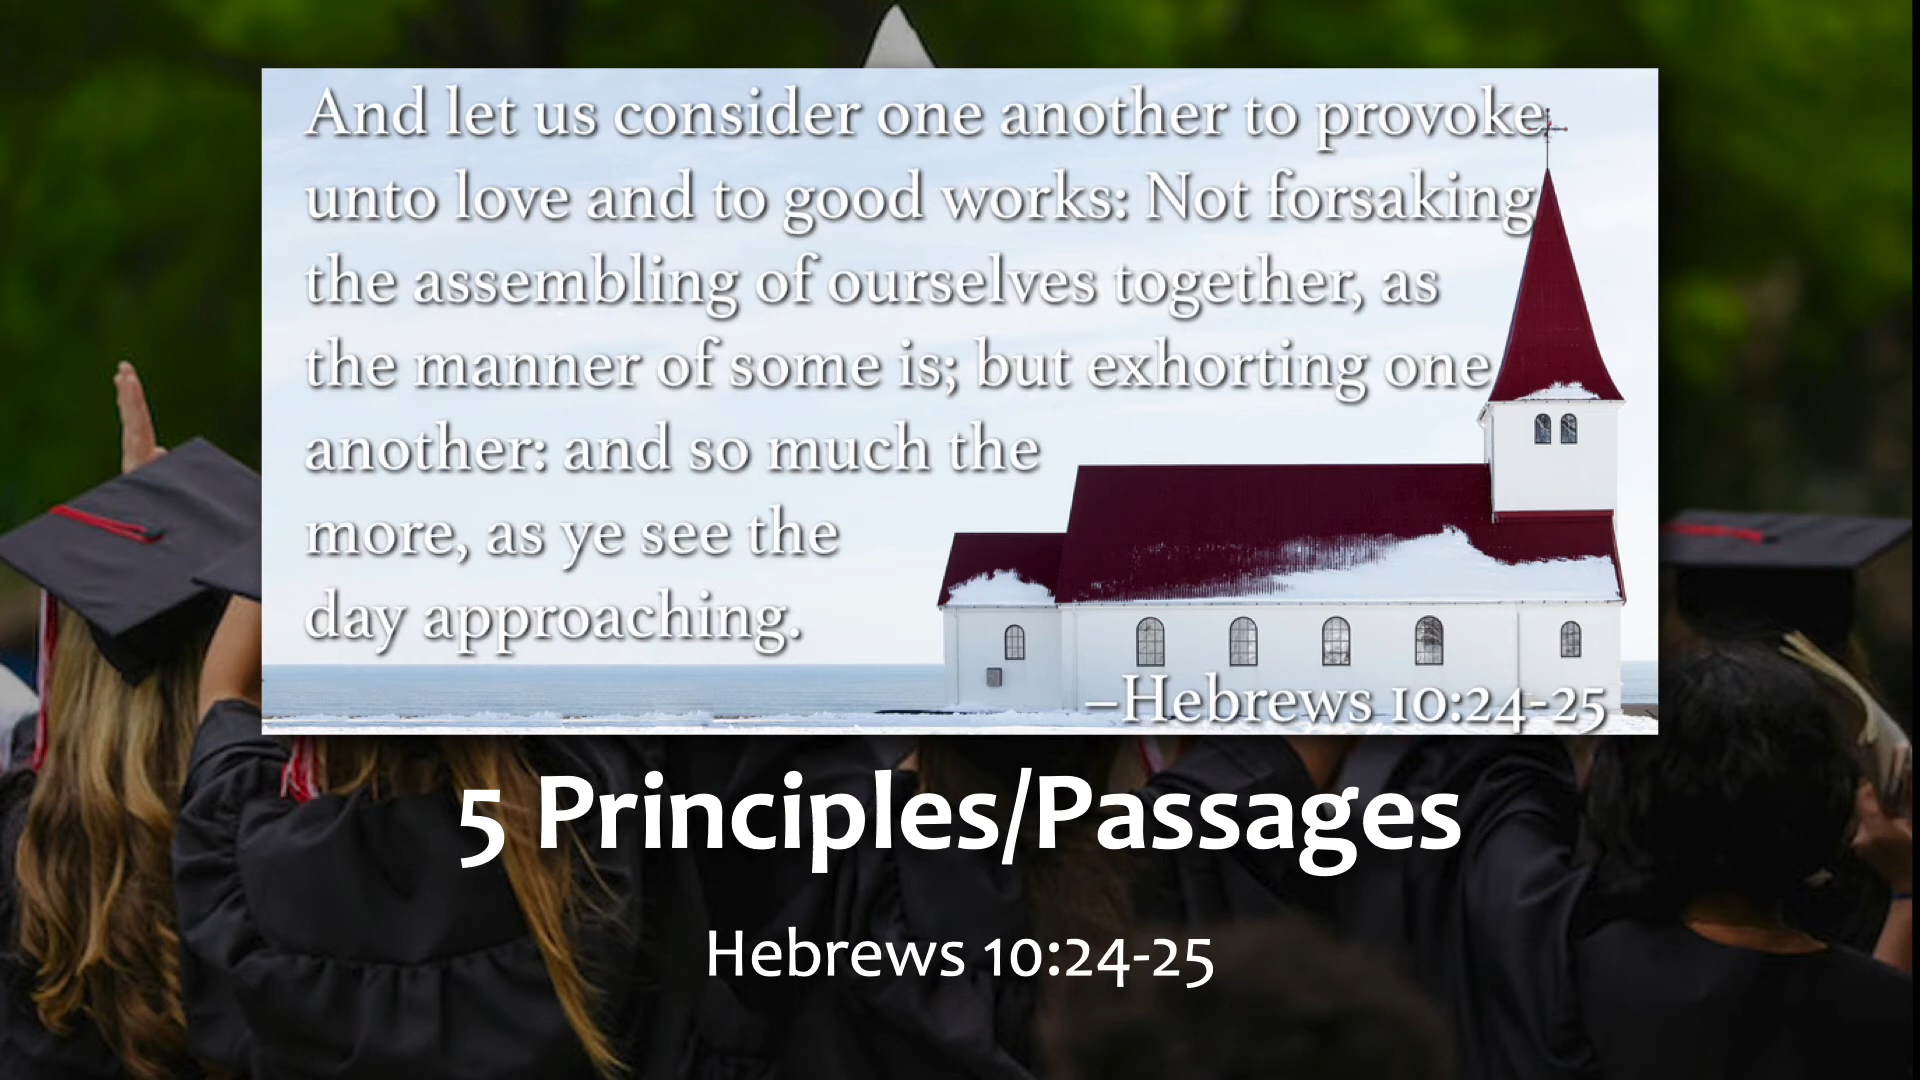 And let us consider one another to provoke
unto love and to good works: Not forsaking
the assembling of ourselves together, as
the manner of some is; but exhorting one
another: and so much the
more, as ye see the
day approaching.
–Hebrews 10:24-25
5 Principles/Passages
Hebrews 10:24-25